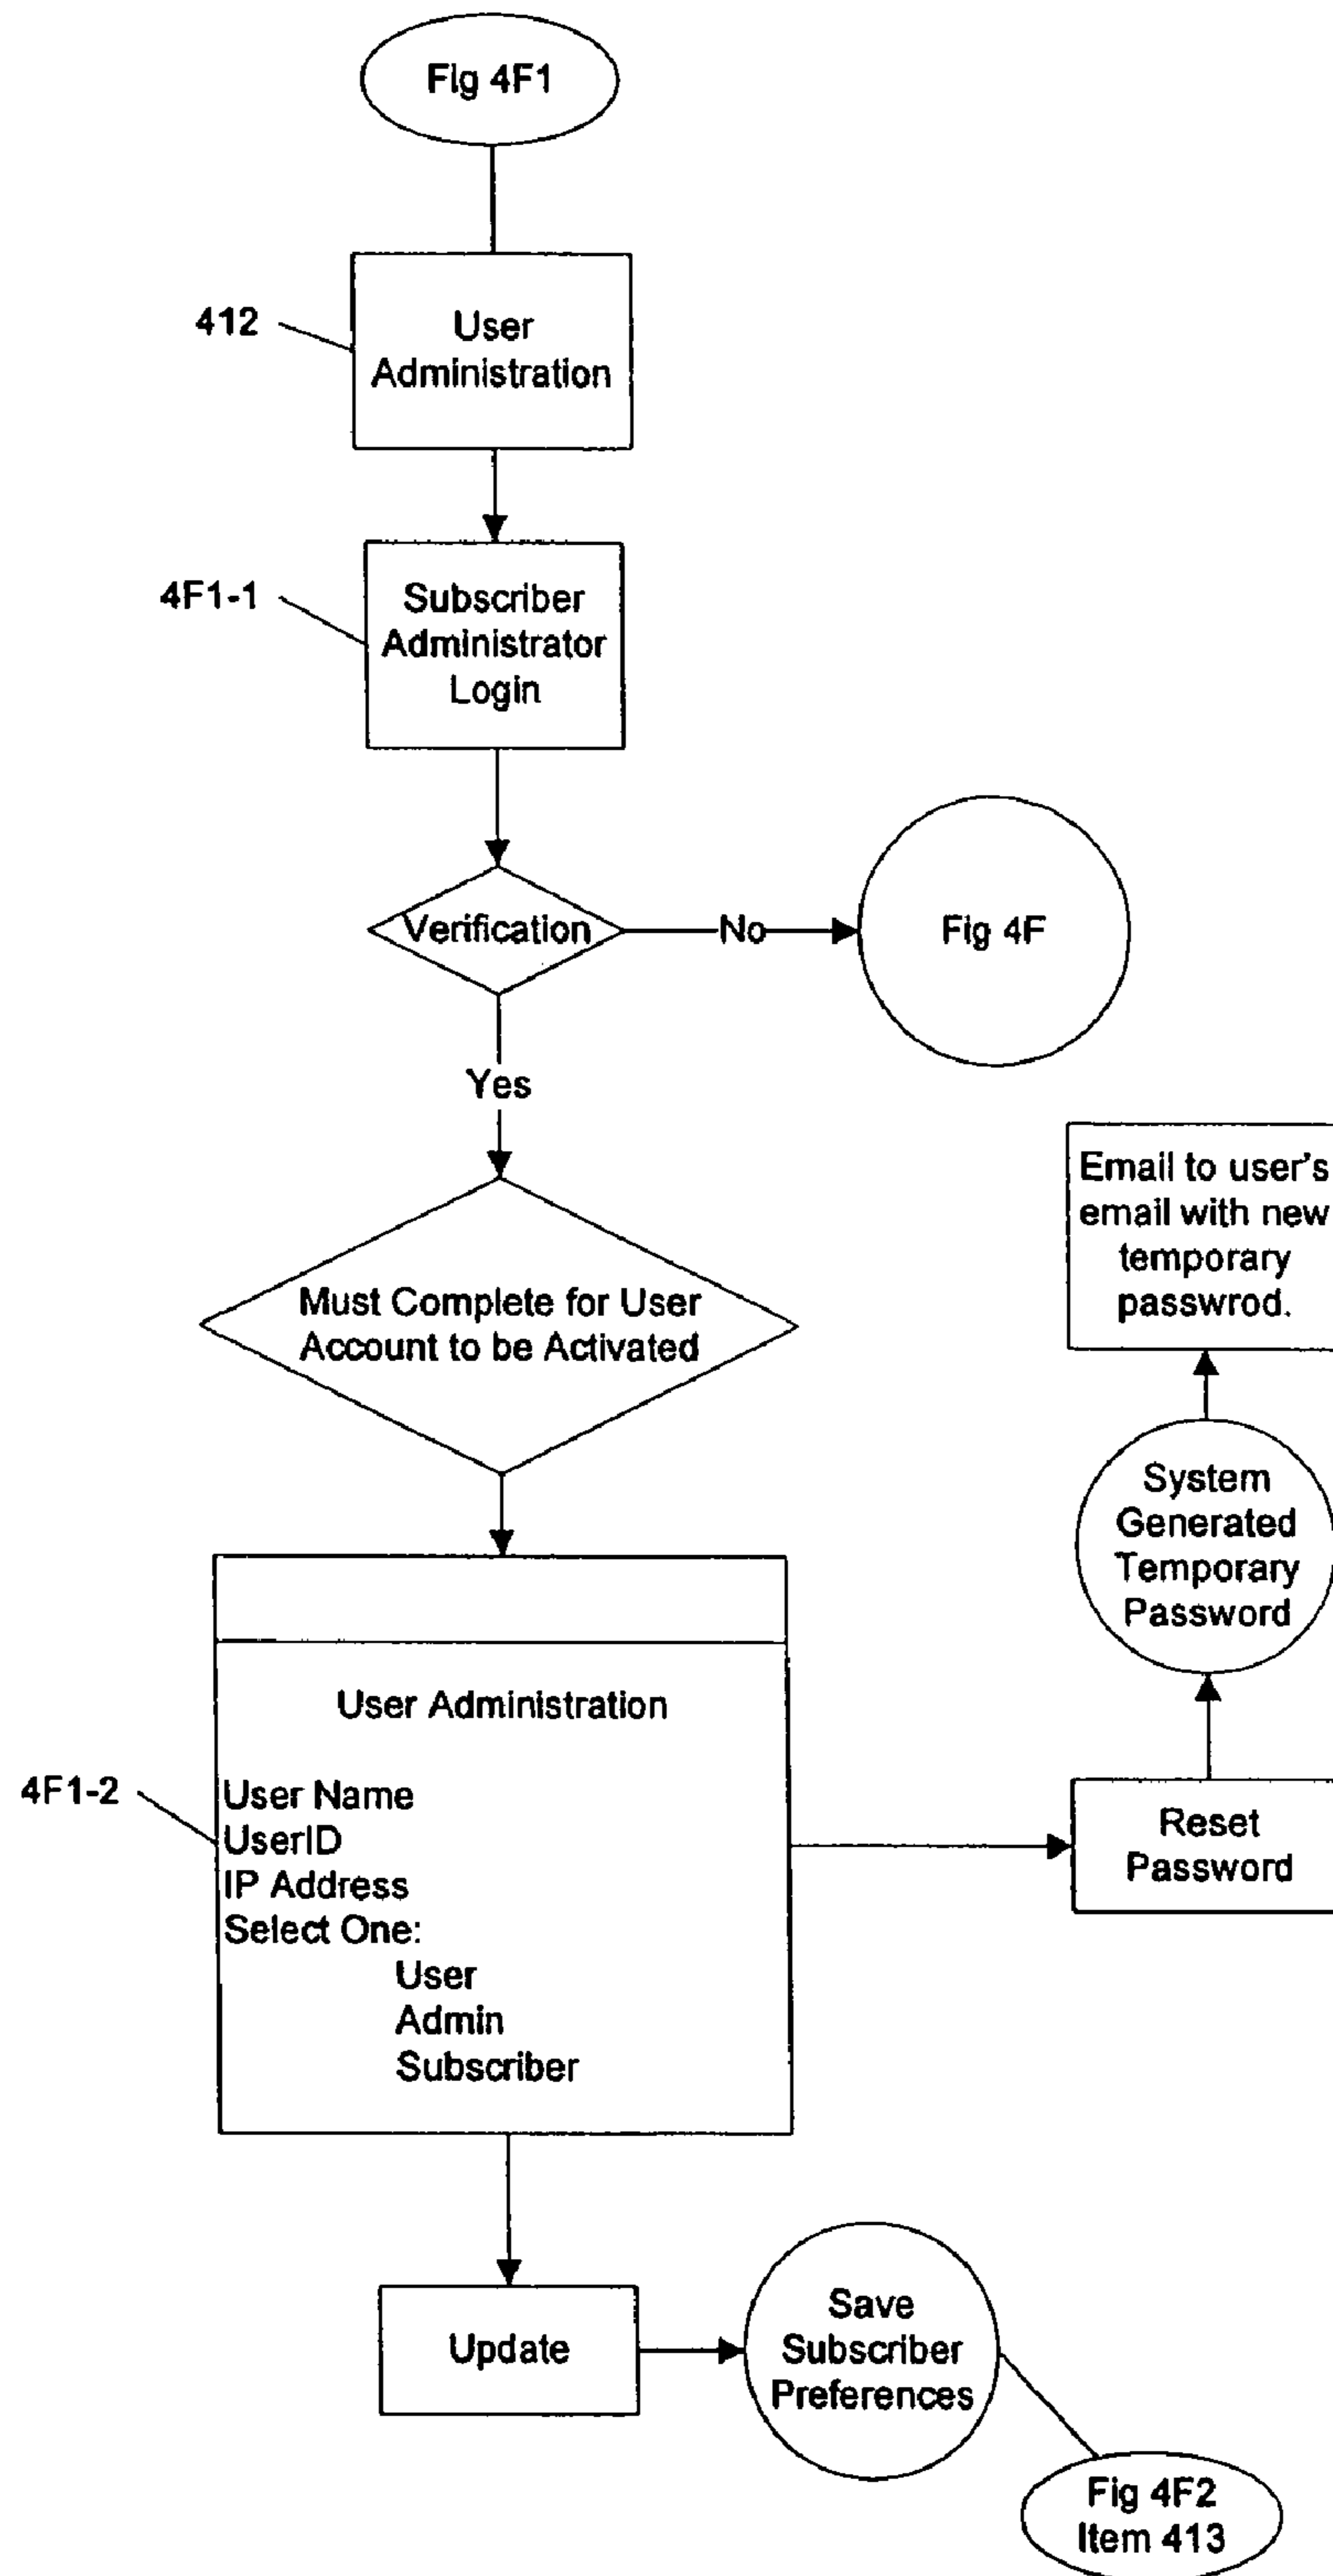 Fig 4F1
412
User
Administration
4F1-1
Subscriber
Administrator
Login
Verification
No
Fig 4F
Yes
Must Complete for User
Account to be Activated
Email to user's
email with new
temporary
passwrod.
System
Generated
Temporary
Password
Reset
Password
User Administration
4F1-2
User Name
UserID
IP Address
Select One:
User
Admin
Subscriber
Update
Save
Subscriber
Preferences
Fig 4F2
Item 413